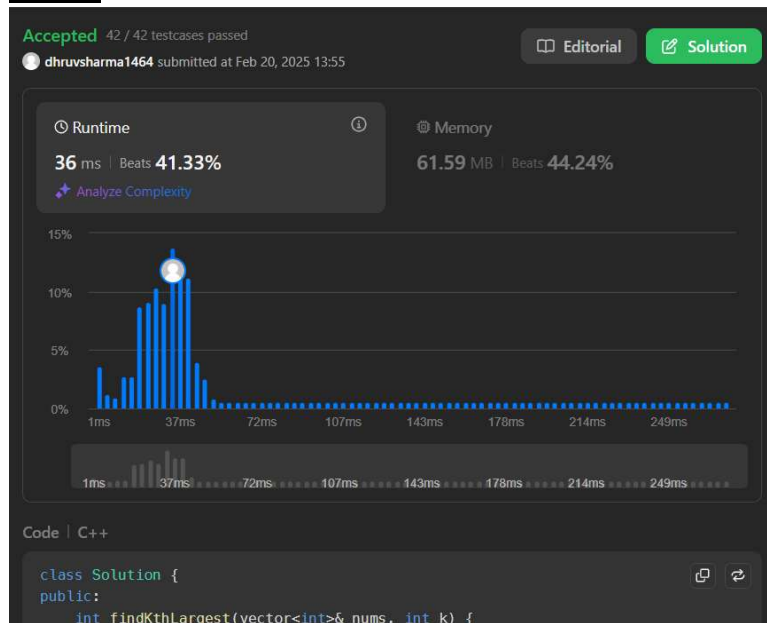 Accepted 42 / 42 testcases passed
dhruvsharma1464 submitted at Feb 20, 2025 13:55
Editorial
Solution
Runtime
36 ms | Beats 41.33%
Analyze Complexity
Memory
61.59 MB | Beats 44.24%
15%
10%
5%
0%
1ms 37ms 72ms 107ms 143ms 178ms 214ms 249ms
1ms 37ms 72ms 107ms 143ms 178ms 214ms 249ms
Code | C++
class Solution {
public:
int findKthLargest(vector<int>& nums, int k) {